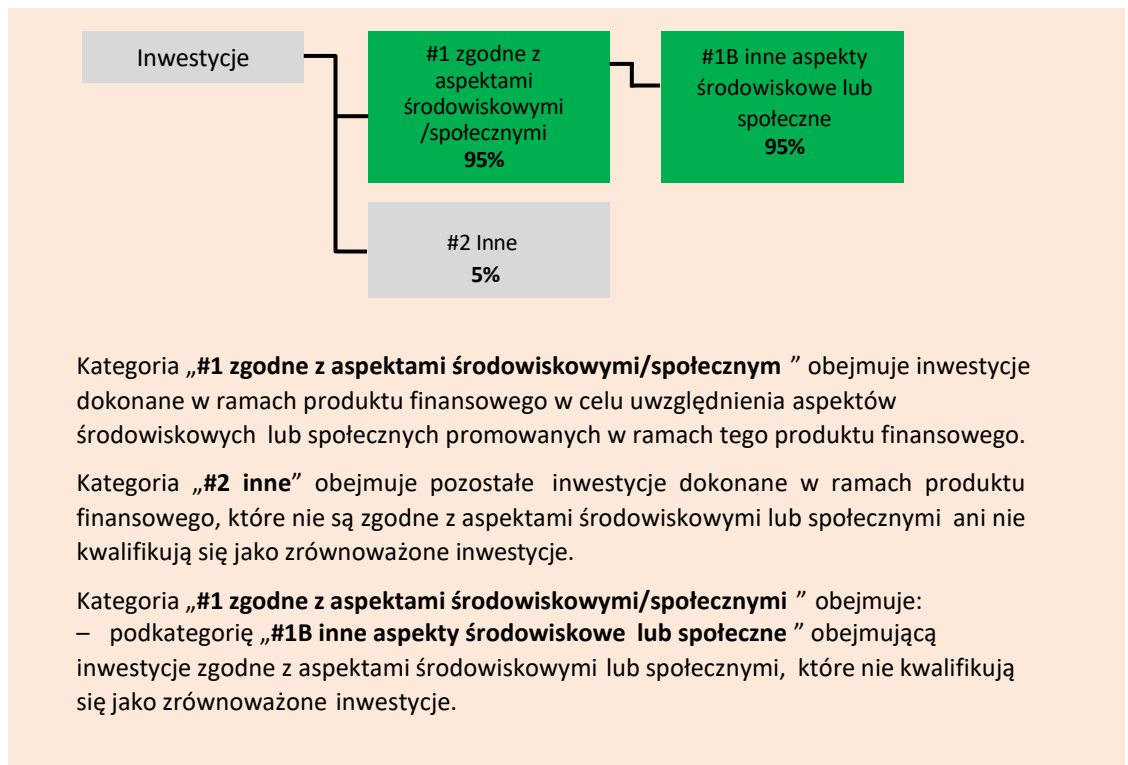 Inwestycje
#1 zgodne z
aspektami
środowiskowymi
/społecznymi
95%
#1B inne aspekty
środowiskowe lub
społeczne
95%
#2 Inne
5%
Kategoria „#1 zgodne z aspektami środowiskowymi/społecznym ” obejmuje inwestycje
dokonane w ramach produktu finansowego w celu uwzględnienia aspektów
środowiskowych lub społecznych promowanych w ramach tego produktu finansowego.
Kategoria „#2 inne” obejmuje pozostałe inwestycje dokonane w ramach produktu
finansowego, które nie są zgodne z aspektami środowiskowymi lub społecznymi ani nie
kwalifikują się jako zrównoważone inwestycje.
Kategoria „#1 zgodne z aspektami środowiskowymi/społecznymi ” obejmuje:
– podkategorię „#1B inne aspekty środowiskowe lub społeczne ” obejmującą
inwestycje zgodne z aspektami środowiskowymi lub społecznymi, które nie kwalifikują
się jako zrównoważone inwestycje.